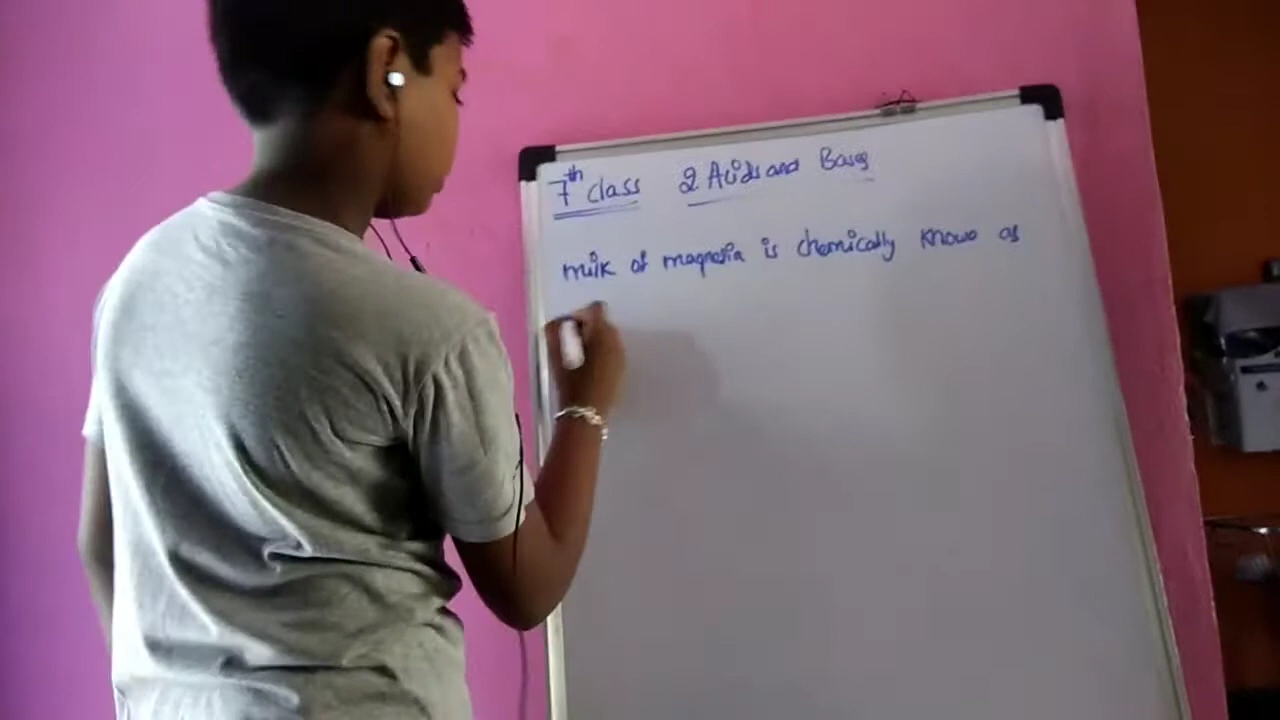 7th class 2 Acids and Bases
milk of magnesia is chemically known as